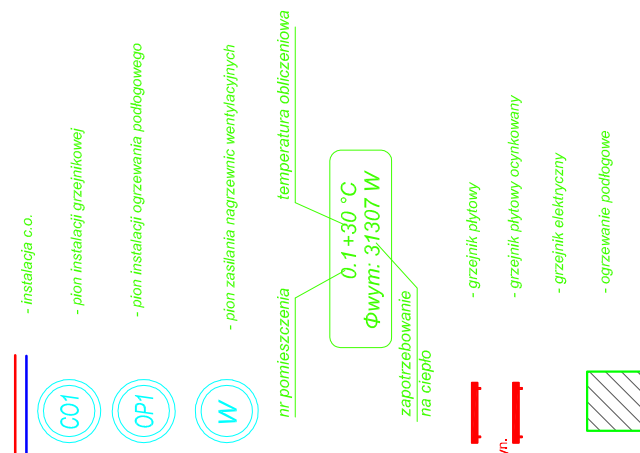 - instalacja c.o.
CO1
- pion instalacji grzejnikowej
OP1
- pion instalacji ogrzewania podłogowego
W
- pion zasilania nagrzewnic wentylacyjnych
nr pomieszczenia
temperatura obliczeniowa
0.1+30 °C
Φwym: 31307 W
zapotrzebowanie
na ciepło
- grzejnik płytowy
yn.
- grzejnik płytowy ocynkowany
- grzejnik elektryczny
- ogrzewanie podłogowe